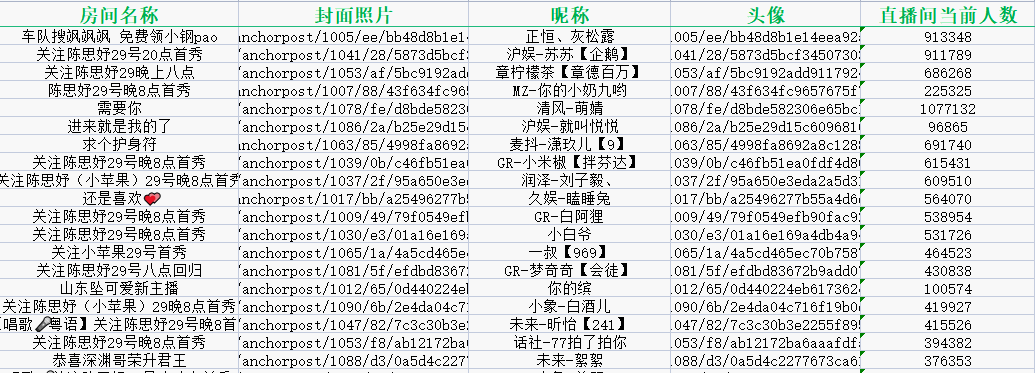 房间名称 封面照片 昵称 头像 直播间当前人数
车队搜飒飒飒 免费领小钢pao anchorpost/1005/ee/bb48d8b1e14 正恒、灰松露 005/ee/bb48d8b1e14eea92 913348
关注陈思妤29号20点首秀 anchorpost/1041/28/5873d5bcf3 沪娱-苏苏【企鹅】 041/28/5873d5bcf3450730 911789
关注陈思妤29晚上八点 anchorpost/1053/af/5bc9192add 章柠檬茶【章德百万】 053/af/5bc9192add911792 686268
陈思妤29号晚8点首秀 anchorpost/1007/88/43f634fc96 MZ-你的小奶九哟 007/88/43f634fc9657675f 225325
需要你 anchorpost/1078/fe/d8bde5823 清风-萌婧 078/fe/d8bde582306e65bc 1077132
进来就是我的了 anchorpost/1086/2a/b25e29d15 沪娱-就叫悦悦 086/2a/b25e29d15c609681 96865
求个护身符 anchorpost/1063/85/4998fa8692 麦抖-潇玖儿【9】 063/85/4998fa8692a8c128 691740
关注陈思妤29号晚8点首秀 anchorpost/1039/0b/c46fb51ea GR-小米椒【拌芬达】 039/0b/c46fb51ea0fdf4d8 615431
关注陈思妤（小苹果）29号晚8点首秀 anchorpost/1037/2f/95a650e3e 润泽-刘子毅、 037/2f/95a650e3eda2a5d3 609510
还是喜欢💕 anchorpost/1017/bb/a25496277b5 久娱-瞌睡兔 017/bb/a25496277b55a4d6 564070
关注陈思妤29号晚8点首秀 anchorpost/1009/49/79f0549ef GR-白阿狸 009/49/79f0549efb90fac9 538954
关注陈思妤29号晚8点首秀 anchorpost/1030/e3/01a16e169 小白爷 030/e3/01a16e169a4db4a9 531726
关注小苹果29号首秀 anchorpost/1065/1a/4a5cd465ec 一叔【969】 065/1a/4a5cd465ec70b758 464523
关注陈思妤29号八点回归 anchorpost/1081/5f/efdbd83672 GR-梦奇奇【会徒】 081/5f/efdbd83672b9add0 430838
山东坠可爱新主播 anchorpost/1012/65/0d440224e 你的缤 012/65/0d440224eb617362 100574
关注陈思妤（小苹果）29号晚8点首秀 anchorpost/1090/6b/2e4da04c7 小象-白酒儿 090/6b/2e4da04c716f19b0 419927
唱歌🎤粤语】关注陈思妤29号晚8首 anchorpost/1047/82/7c3c30b3e 未来-昕怡【241】 047/82/7c3c30b3e2255f89 415526
关注陈思妤29号晚8点首秀 anchorpost/1053/f8/ab12172ba 话社-77拍了拍你 053/f8/ab12172ba6aaafdf 394382
恭喜深渊哥荣升君王 anchorpost/1088/d3/0a5d4c2277 未来-絮絮 088/d3/0a5d4c2277673ca6 376353